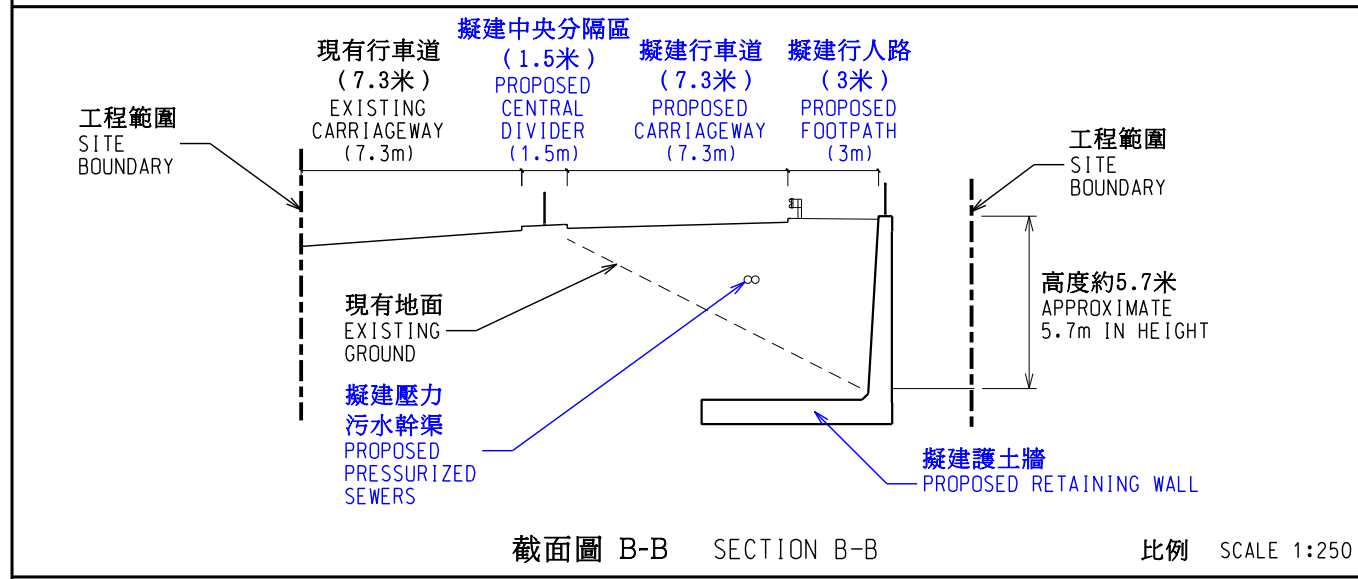 現有行車道
(7.3米)
EXISTING
CARRIAGEWAY
(7.3m)
擬建中央分隔區
(1.5米)
PROPOSED
CENTRAL
DIVIDER
(1.5m)
擬建行車道
(7.3米)
PROPOSED
CARRIAGEWAY
(7.3m)
擬建行人路
(3米)
PROPOSED
FOOTPATH
(3m)
工程範圍
SITE
BOUNDARY
工程範圍
SITE
BOUNDARY
現有地面
EXISTING
GROUND
高度約5.7米
APPROXIMATE
5.7m IN HEIGHT
擬建壓力
污水幹渠
PROPOSED
PRESSURIZED
SEWERS
擬建護土牆
PROPOSED RETAINING WALL
截面圖 B-B SECTION B-B
比例 SCALE 1:250